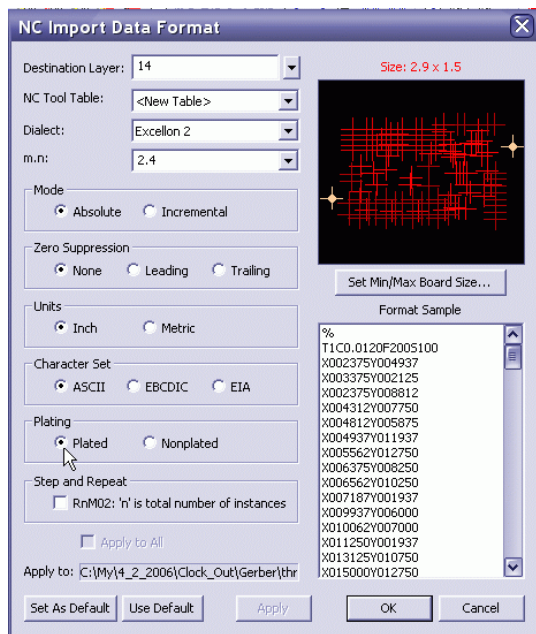 NC Import Data Format
Destination Layer: 14
NC Tool Table: <New Table>
Dialect: Excellon 2
m.n: 2.4
Mode
Absolute Incremental
Zero Suppression
None Leading Trailing
Units
Inch Metric
Character Set
ASCII EBCDIC EIA
Plating
Plated Nonplated
Step and Repeat
RnM02: 'n' is total number of instances
Apply to All
Apply to: C:\My\4_2_2006\Clock_Out\Gerber\thr
Set As Default Use Default Apply OK Cancel
Size: 2.9 x 1.5
Set Min/Max Board Size...
Format Sample
%
T1C0.0120F200S100
X002375Y004937
X003375Y002125
X002375Y008812
X004312Y007750
X004812Y005875
X004937Y011937
X005562Y012750
X006375Y008250
X006562Y010250
X007187Y001937
X009937Y006000
X010062Y007000
X011250Y001937
X013125Y010750
X015000Y012750